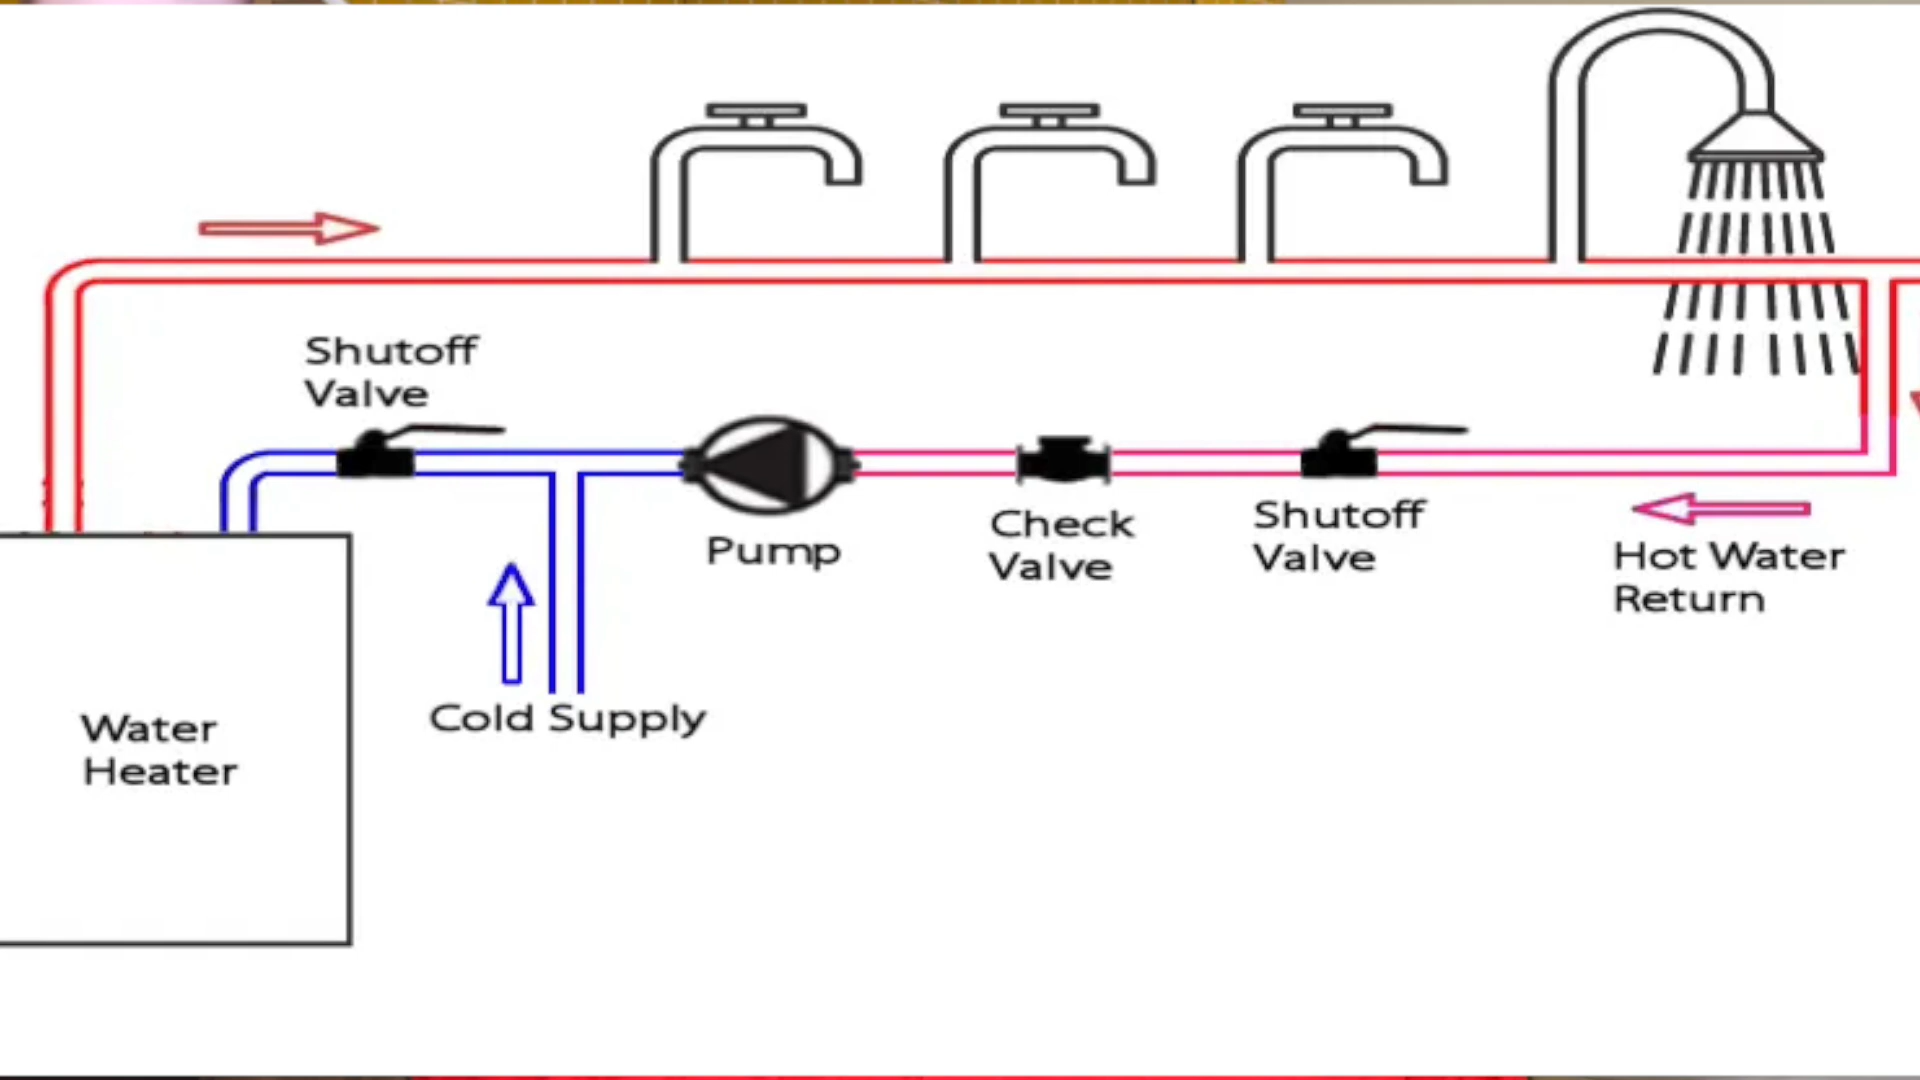 Shutoff
Valve
Pump
Check
Valve
Shutoff
Valve
Hot Water
Return
Cold Supply
Water
Heater